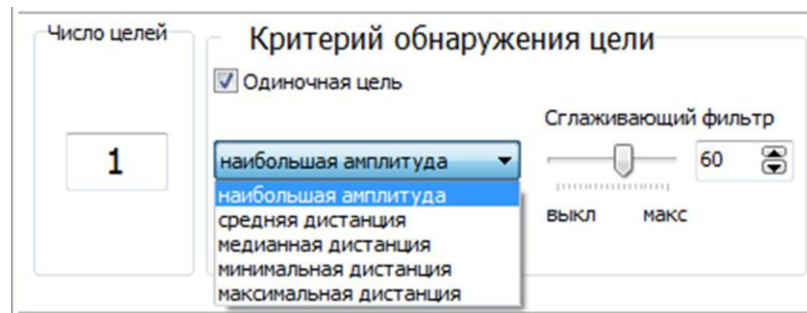 Число целей
Критерий обнаружения цели
Одиночная цель
Сглаживающий фильтр
1
наибольшая амплитуда
60
наибольшая амплитуда
средняя дистанция
выкл макс
медианная дистанция
минимальная дистанция
максимальная дистанция